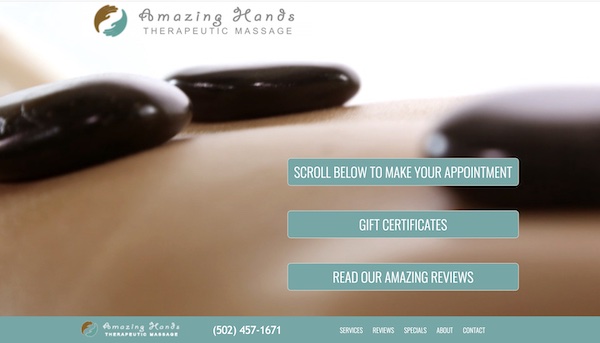 Amazing Hands
THERAPEUTIC MASSAGE
SCROLL BELOW TO MAKE YOUR APPOINTMENT
GIFT CERTIFICATES
READ OUR AMAZING REVIEWS
Amazing Hands
THERAPEUTIC MASSAGE
(502) 457-1671
SERVICES REVIEWS SPECIALS ABOUT CONTACT